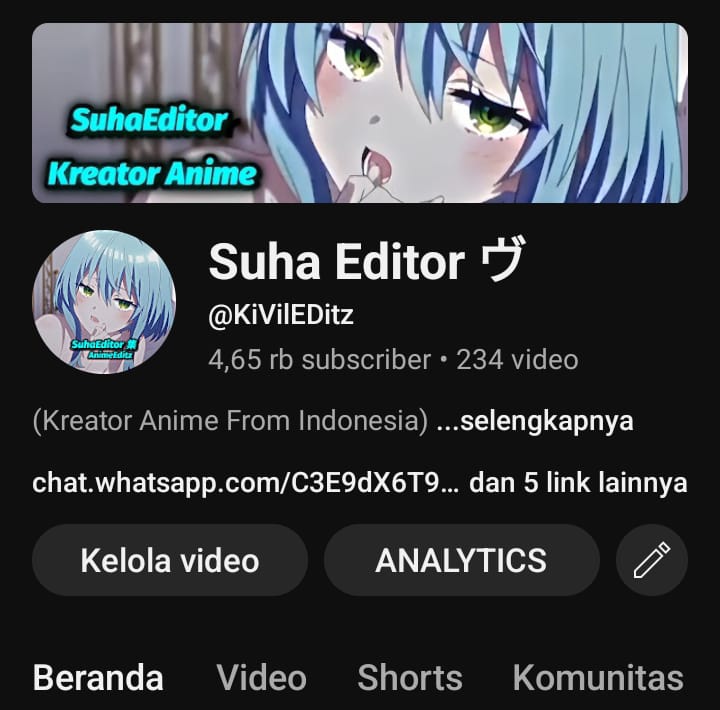 SuhaEditor
Kreator Anime
SuhaEditor
AnimeEditz
Suha Editor ヴ
@KiVilEDitz
4,65 rb subscriber • 234 video
(Kreator Anime From Indonesia) ...selengkapnya
chat.whatsapp.com/C3E9dX6T9... dan 5 link lainnya
Kelola video
ANALYTICS
Beranda
Video
Shorts
Komunitas